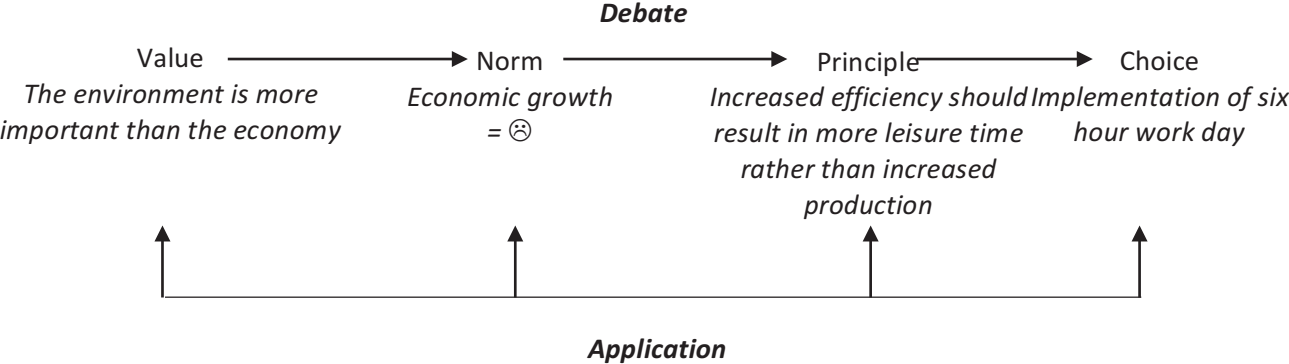 Debate
Value
Norm
Principle
Choice
The environment is more
important than the economy
Economic growth
= ☹
Increased efficiency should
result in more leisure time
rather than increased
production
Implementation of six
hour work day
Application